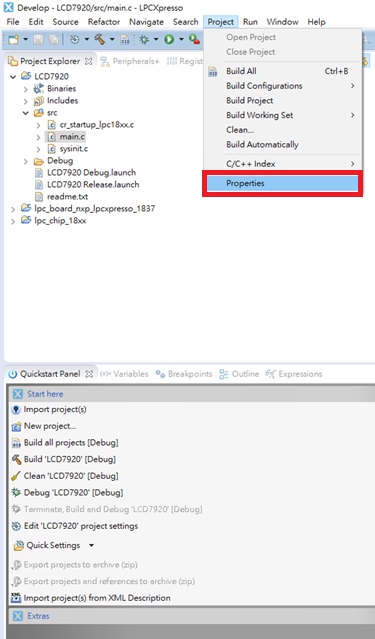 Develop - LCD7920/src/main.c - LPCXpresso
File Edit Source Refactor Navigate Search Project Run Window Help
Open Project
Close Project
Build All Ctrl+B
Build Configurations
Build Project
Build Working Set
Clean...
Build Automatically
C/C++ Index
Properties
Project Explorer Peripherals+ Regist
LCD7920
Binaries
Includes
src
cr_startup_lpc18xx.c
main.c
sysinit.c
Debug
LCD7920 Debug.launch
LCD7920 Release.launch
readme.txt
lpc_board_nxp_lpcxpresso_1837
lpc_chip_18xx
Quickstart Panel (x)= Variables Breakpoints Outline Expressions
Start here
Import project(s)
New project...
Build all projects [Debug]
Build 'LCD7920' [Debug]
Clean 'LCD7920' [Debug]
Debug 'LCD7920' [Debug]
Terminate, Build and Debug 'LCD7920' [Debug]
Edit 'LCD7920' project settings
Quick Settings
Export projects to archive (zip)
Export projects and references to archive (zip)
Import project(s) from XML Description
Extras